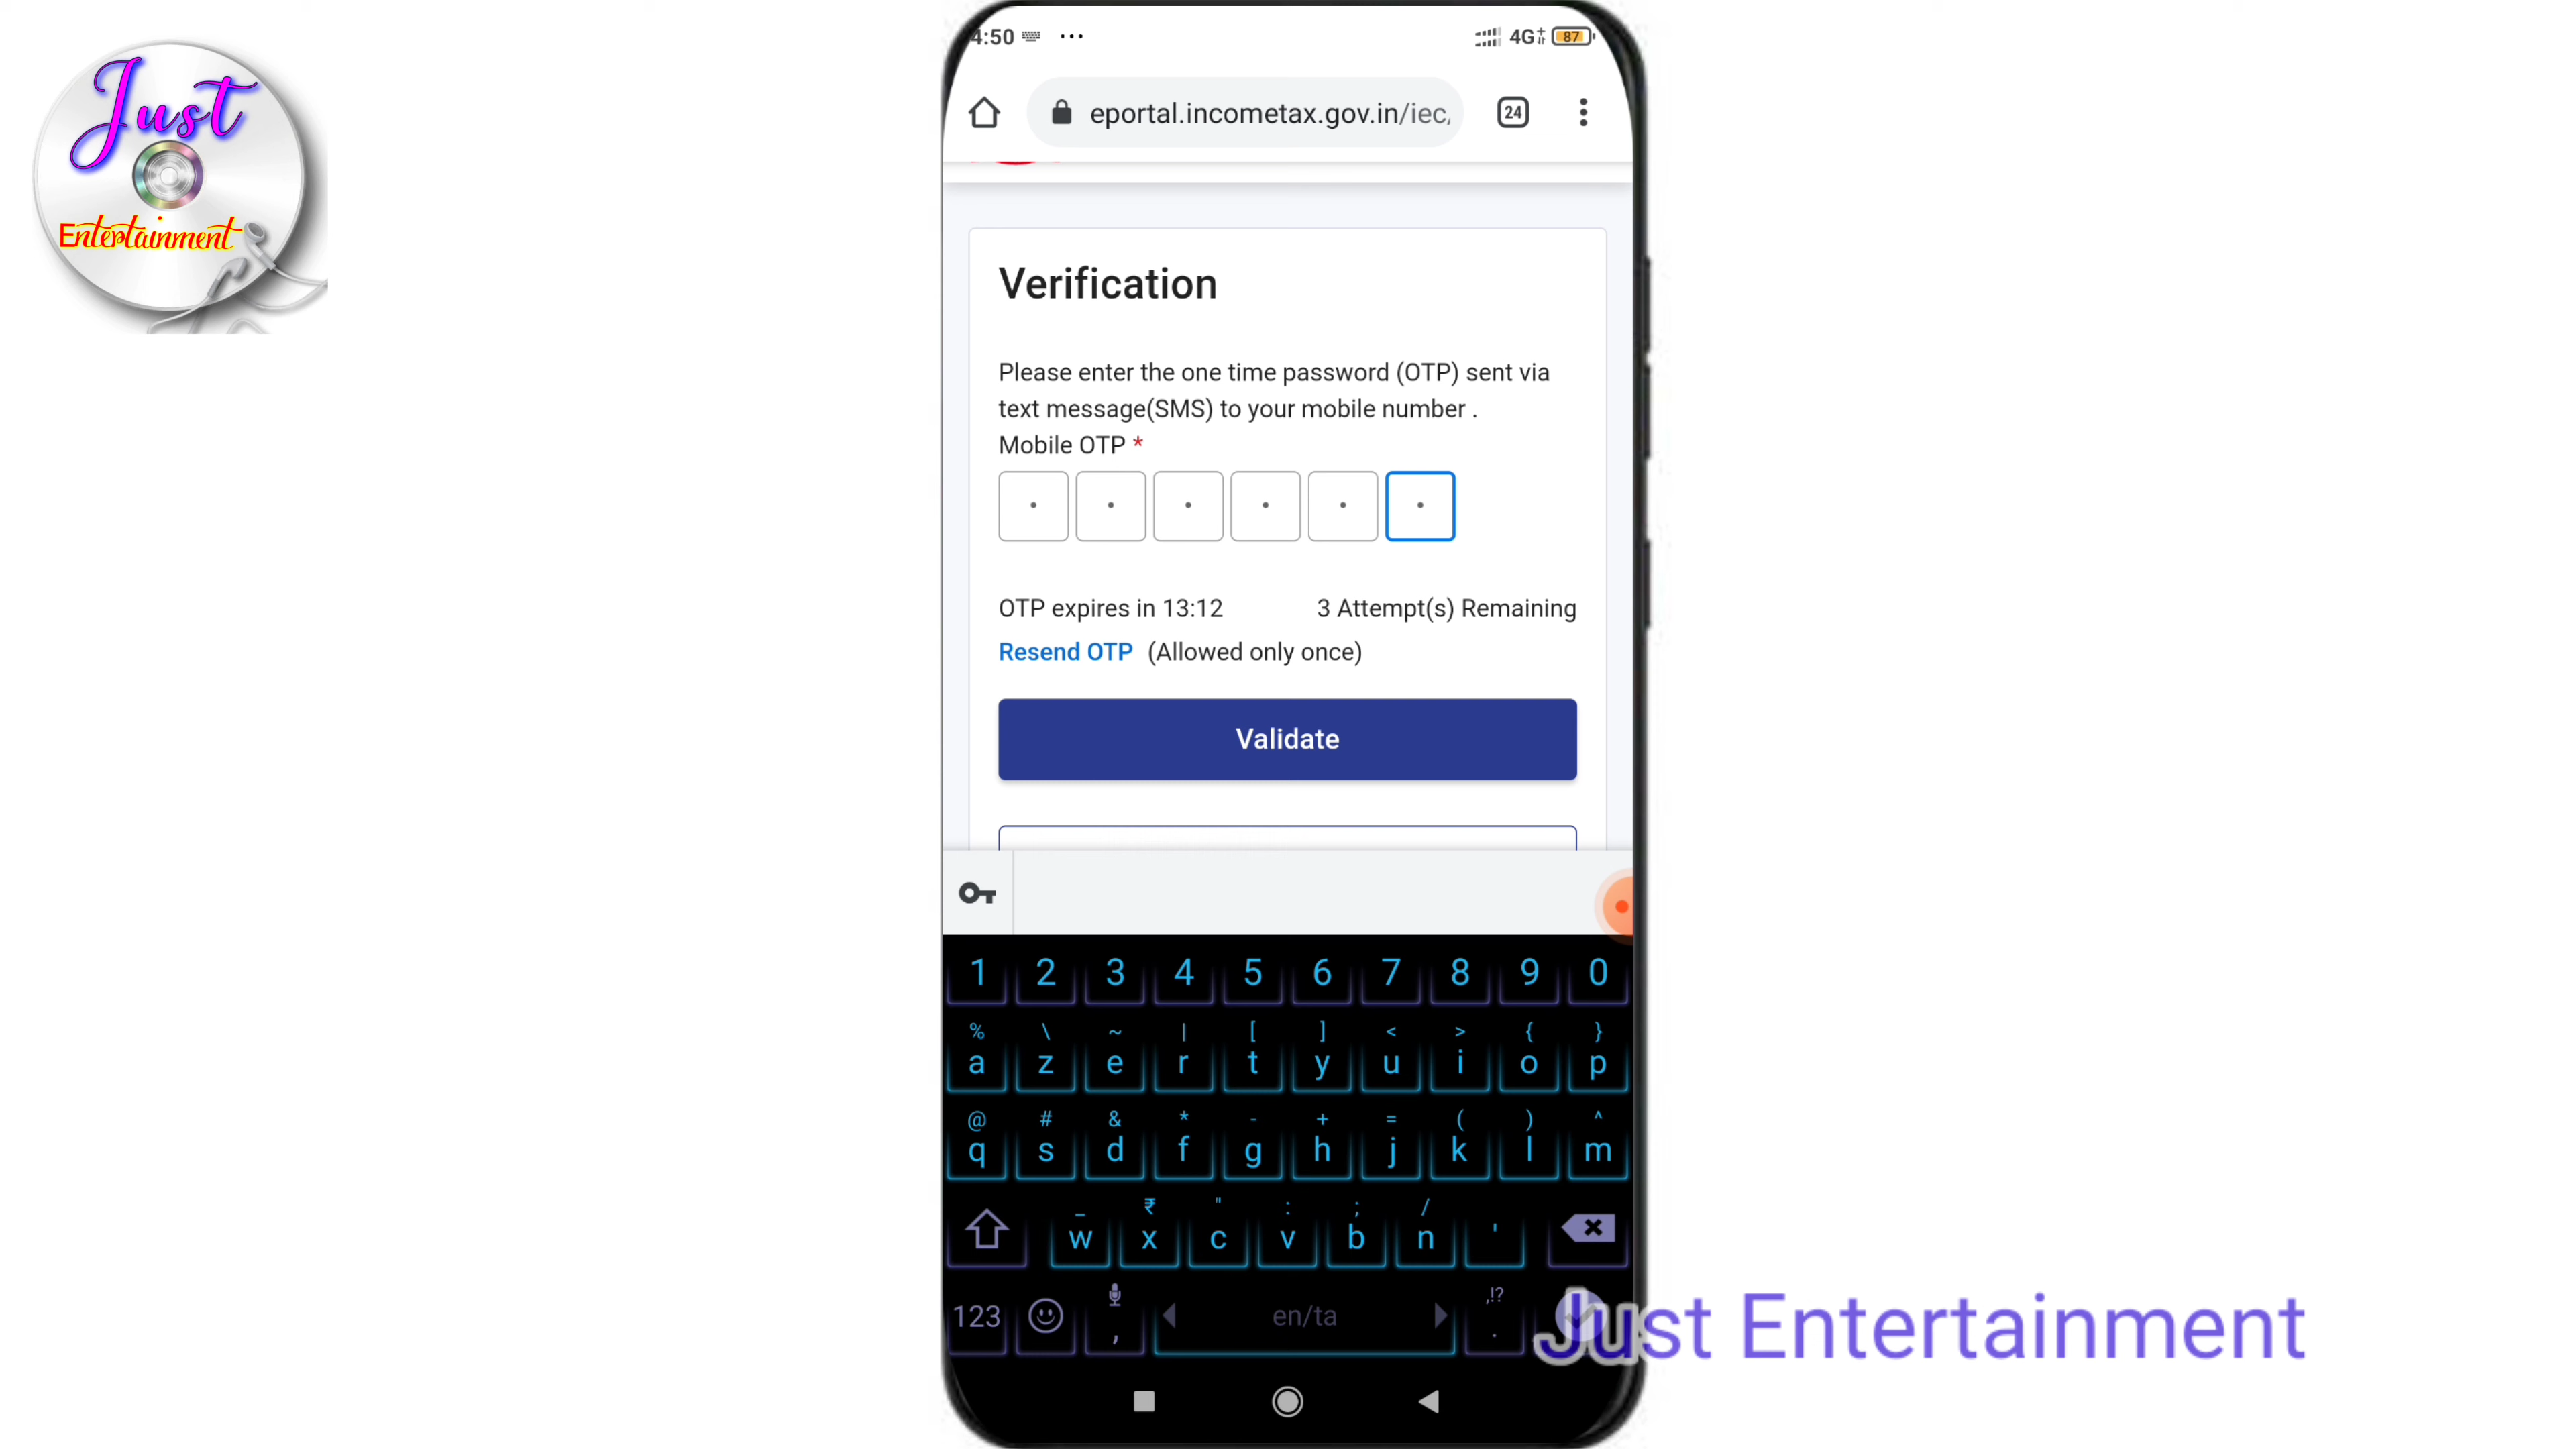 Just
Entertainment
4:50 ... 4G+ 87
eportal.incometax.gov.in/iec, 24
Verification
Please enter the one time password (OTP) sent via
text message(SMS) to your mobile number .
Mobile OTP *
OTP expires in 13:12 3 Attempt(s) Remaining
Resend OTP (Allowed only once)
Validate
1 2 3 4 5 6 7 8 9 0
% \ ~ | [ ] < > { }
a z e r t y u i o p
@ # & * - + = ( ) ^
q s d f g h j k l m
_ ₹ " : ; /
w x c v b n '
,!?
123 , en/ta .
Just Entertainment